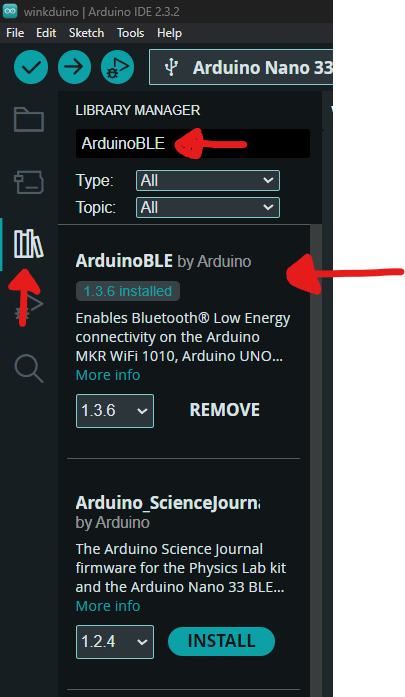 winkduino | Arduino IDE 2.3.2
File Edit Sketch Tools Help
Arduino Nano 33
LIBRARY MANAGER
ArduinoBLE
Type: All
Topic: All
ArduinoBLE by Arduino
1.3.6 installed
Enables Bluetooth® Low Energy
connectivity on the Arduino
MKR WiFi 1010, Arduino UNO...
More info
1.3.6 REMOVE
Arduino_ScienceJourna
by Arduino
The Arduino Science Journal
firmware for the Physics Lab kit
and the Arduino Nano 33 BLE...
More info
1.2.4 INSTALL